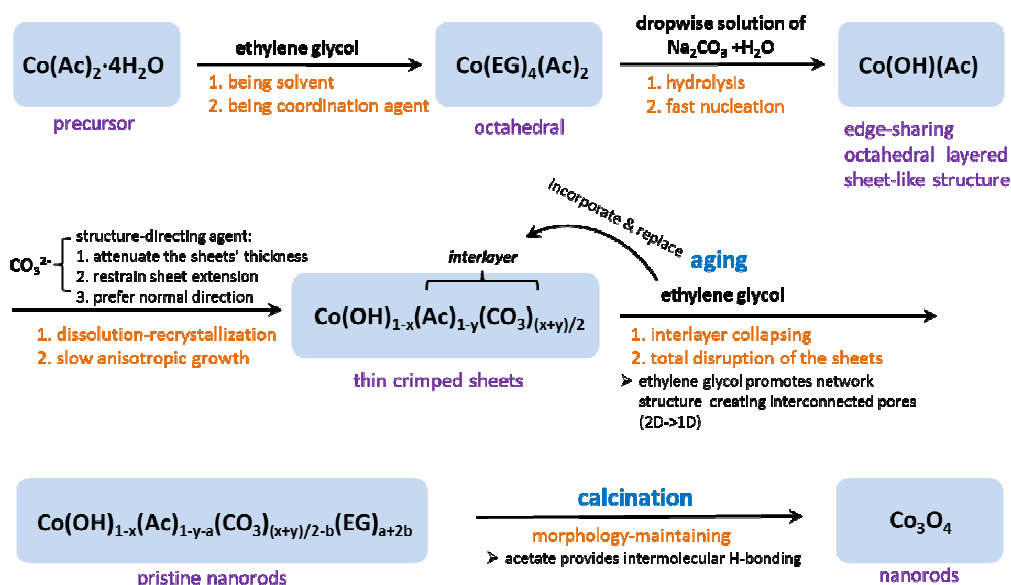 Co(Ac)₂·4H₂O
precursor
ethylene glycol
1. being solvent
2. being coordination agent
Co(EG)₄(Ac)₂
octahedral
dropwise solution of
Na₂CO₃ +H₂O
1. hydrolysis
2. fast nucleation
Co(OH)(Ac)
edge-sharing
octahedral layered
sheet-like structure
CO₃²⁻
structure-directing agent:
1. attenuate the sheets' thickness
2. restrain sheet extension
3. prefer normal direction
1. dissolution-recrystallization
2. slow anisotropic growth
interlayer
Co(OH)₁₋ₓ(Ac)₁₋ᵧ(CO₃)₍ₓ₊ᵧ₎/₂
thin crimped sheets
incorporate & replace
aging
ethylene glycol
1. interlayer collapsing
2. total disruption of the sheets
➤ ethylene glycol promotes network
structure creating interconnected pores
(2D->1D)
Co(OH)₁₋ₓ(Ac)₁₋ᵧ₋ₐ(CO₃)₍ₓ₊ᵧ₎/₂₋b(EG)ₐ₊₂b
pristine nanorods
calcination
morphology-maintaining
➤ acetate provides intermolecular H-bonding
Co₃O₄
nanorods